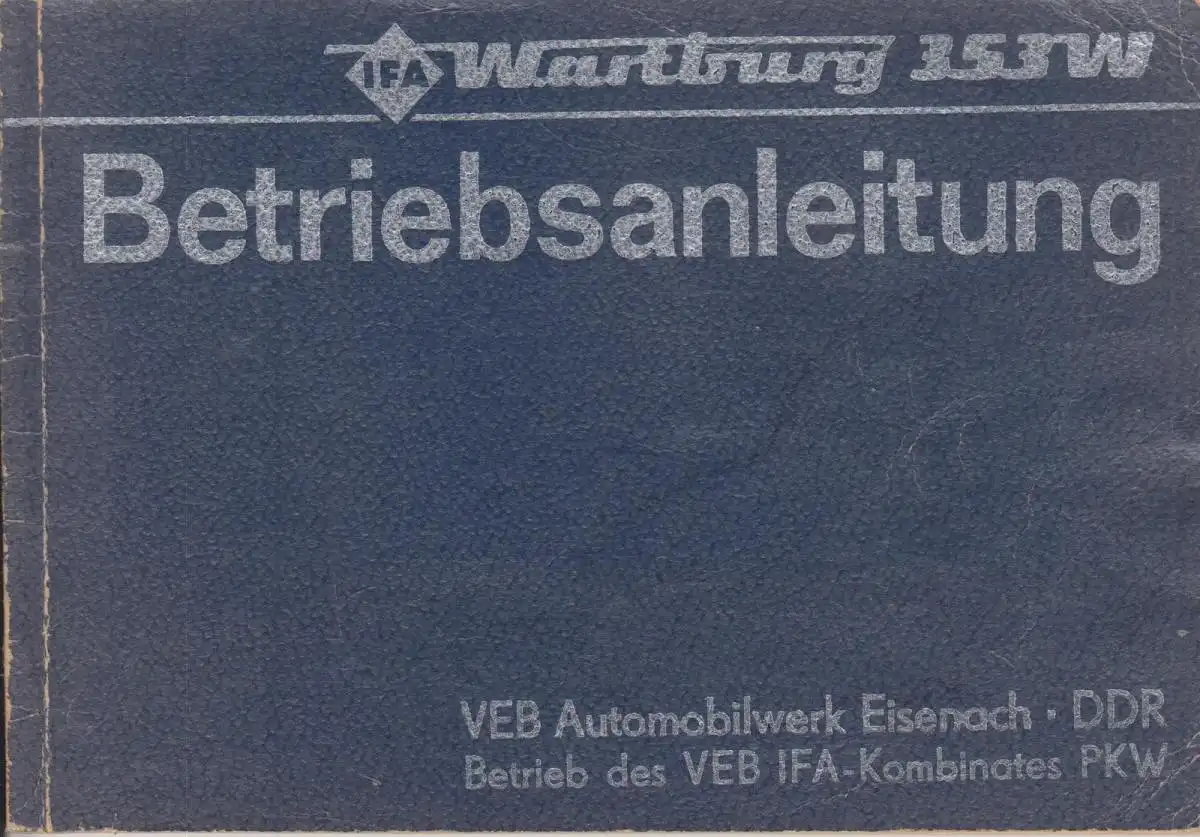 IFA Wartburg 353W
Betriebsanleitung
VEB Automobilwerk Eisenach · DDR
Betrieb des VEB IFA-Kombinates PKW